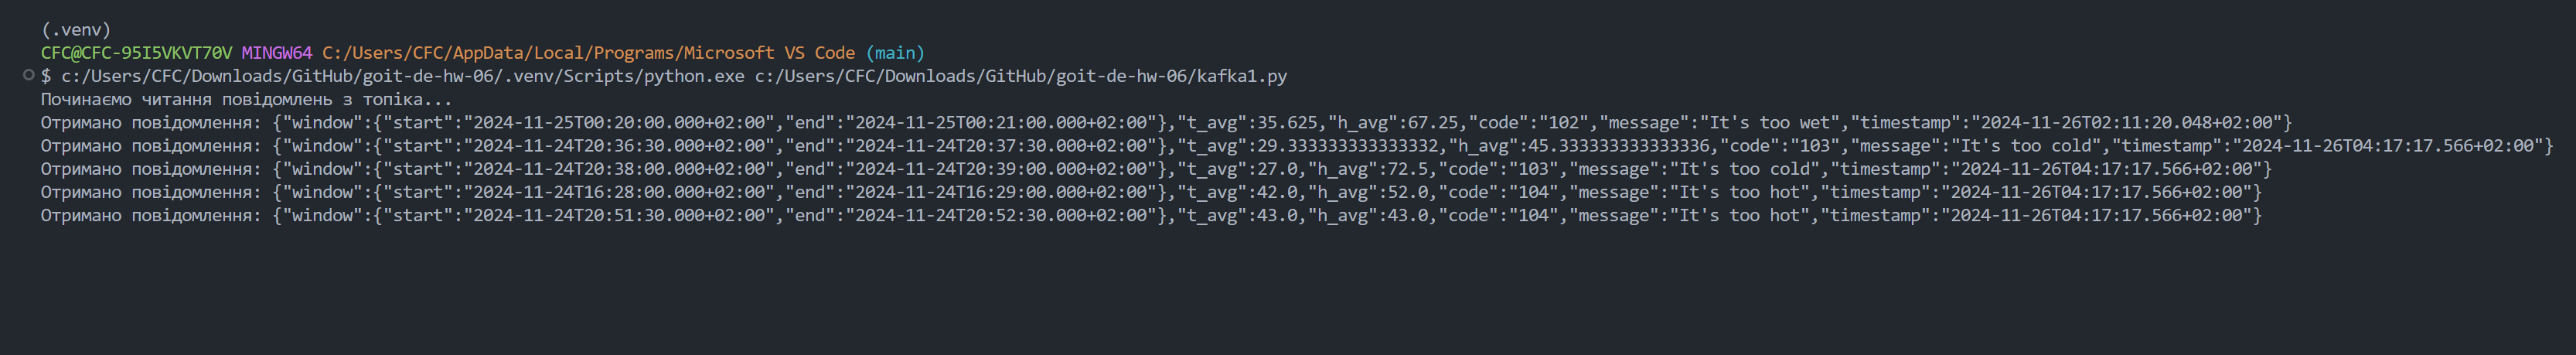 (.venv)
CFC@CFC-95I5VKVT70V MINGW64 C:/Users/CFC/AppData/Local/Programs/Microsoft VS Code (main)
$ c:/Users/CFC/Downloads/GitHub/goit-de-hw-06/.venv/Scripts/python.exe c:/Users/CFC/Downloads/GitHub/goit-de-hw-06/kafka1.py
Починаємо читання повідомлень з топіка...
Отримано повідомлення: {"window":{"start":"2024-11-25T00:20:00.000+02:00","end":"2024-11-25T00:21:00.000+02:00"},"t_avg":35.625,"h_avg":67.25,"code":"102","message":"It's too wet","timestamp":"2024-11-26T02:11:20.048+02:00"}
Отримано повідомлення: {"window":{"start":"2024-11-24T20:36:30.000+02:00","end":"2024-11-24T20:37:30.000+02:00"},"t_avg":29.333333333333332,"h_avg":45.333333333333336,"code":"103","message":"It's too cold","timestamp":"2024-11-26T04:17:17.566+02:00"}
Отримано повідомлення: {"window":{"start":"2024-11-24T20:38:00.000+02:00","end":"2024-11-24T20:39:00.000+02:00"},"t_avg":27.0,"h_avg":72.5,"code":"103","message":"It's too cold","timestamp":"2024-11-26T04:17:17.566+02:00"}
Отримано повідомлення: {"window":{"start":"2024-11-24T16:28:00.000+02:00","end":"2024-11-24T16:29:00.000+02:00"},"t_avg":42.0,"h_avg":52.0,"code":"104","message":"It's too hot","timestamp":"2024-11-26T04:17:17.566+02:00"}
Отримано повідомлення: {"window":{"start":"2024-11-24T20:51:30.000+02:00","end":"2024-11-24T20:52:30.000+02:00"},"t_avg":43.0,"h_avg":43.0,"code":"104","message":"It's too hot","timestamp":"2024-11-26T04:17:17.566+02:00"}